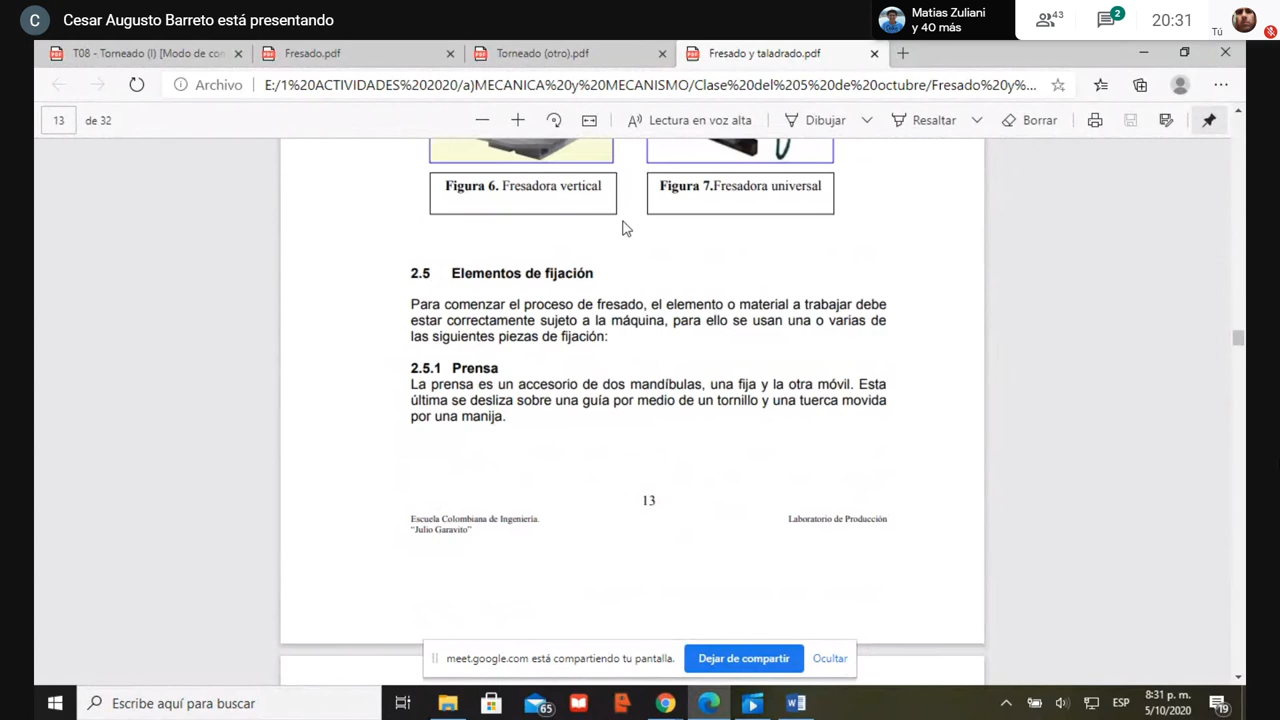 C Cesar Augusto Barreto está presentando
Matias Zuliani
y 40 más
43
2
20:31
Tú
T08 - Torneado (I) [Modo de con
Fresado.pdf
Torneado (otro).pdf
Fresado y taladrado.pdf
Archivo
E:/1%20ACTIVIDADES%202020/a)MECANICA%20y%20MECANISMO/Clase%20del%205%20de%20octubre/Fresado%20y%...
13 de 32
Lectura en voz alta
Dibujar
Resaltar
Borrar
Figura 6. Fresadora vertical
Figura 7.Fresadora universal
2.5 Elementos de fijación
Para comenzar el proceso de fresado, el elemento o material a trabajar debe
estar correctamente sujeto a la máquina, para ello se usan una o varias de
las siguientes piezas de fijación:
2.5.1 Prensa
La prensa es un accesorio de dos mandíbulas, una fija y la otra móvil. Esta
última se desliza sobre una guía por medio de un tornillo y una tuerca movida
por una manija.
13
Escuela Colombiana de Ingeniería.
"Julio Garavito"
Laboratorio de Producción
meet.google.com está compartiendo tu pantalla.
Dejar de compartir
Ocultar
Escribe aquí para buscar
65
ESP
8:31 p. m.
5/10/2020
19